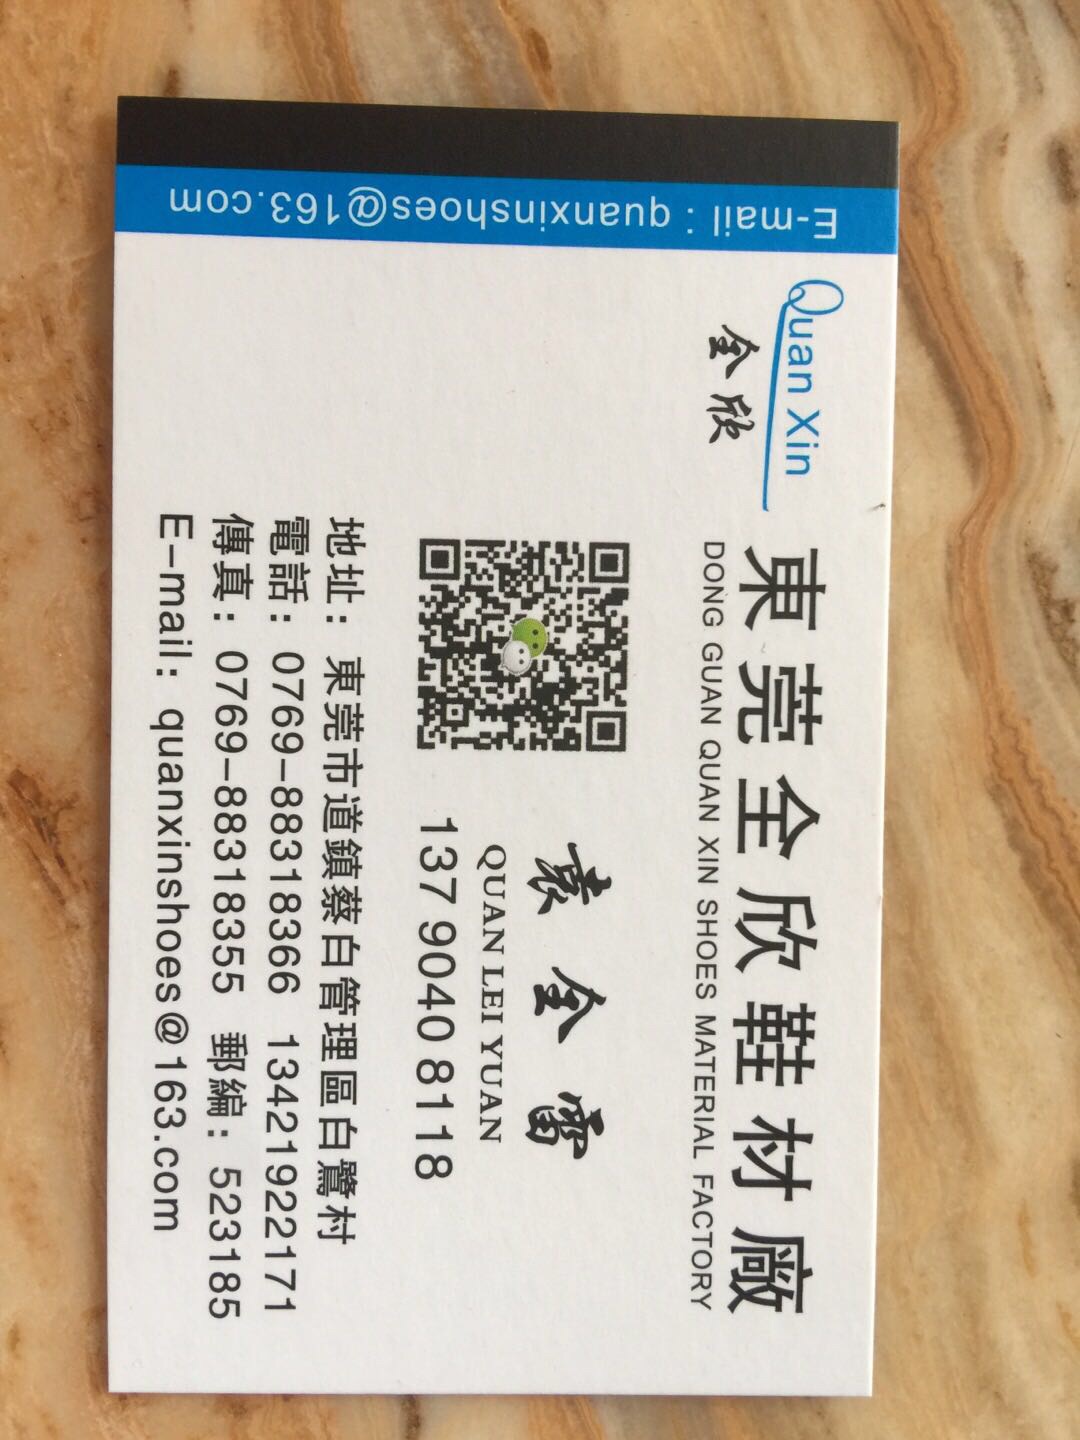 Quan Xin
全欣
東莞全欣鞋材廠
DONG GUAN QUAN XIN SHOES MATERIAL FACTORY
袁全雷
QUAN LEI YUAN
137 9040 8118
地址：東莞市道鎮蔡白管理區白鷺村
電話：0769-88318366 13421922171
傳真：0769-88318355 郵編：523185
E-mail：quanxinshoes@163.com
E-mail：quanxinshoes@163.com